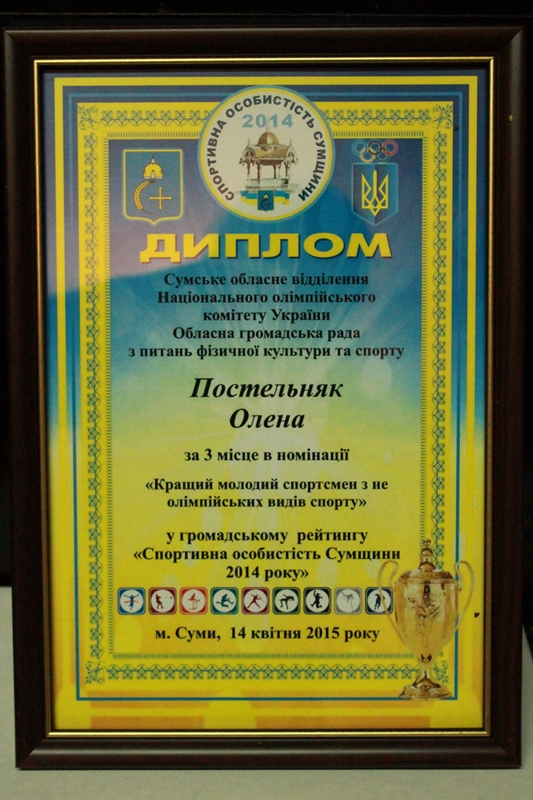 СПОРТИВНА ОСОБИСТІСТЬ СУМЩИНИ
2014
ДИПЛОМ
Сумське обласне відділення
Національного олімпійського
комітету України
Обласна громадська рада
з питань фізичної культури та спорту
Постельняк
Олена
за 3 місце в номінації
«Кращий молодий спортсмен з не
олімпійських видів спорту»
у громадському рейтингу
«Спортивна особистість Сумщини
2014 року»
м. Суми, 14 квітня 2015 року